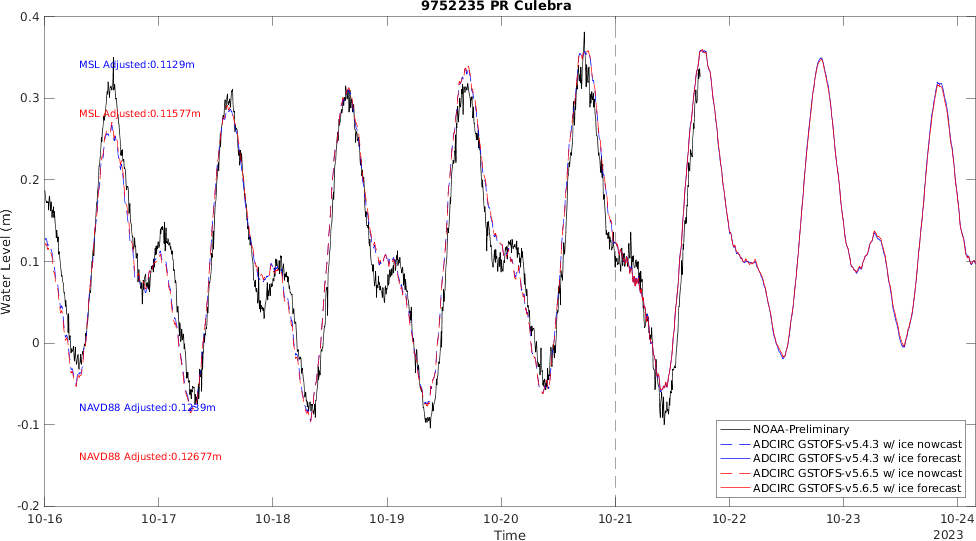 9752235 PR Culebra
0.4
MSL Adjusted:0.1129m
0.3
MSL Adjusted:0.11577m
0.2
Water Level (m)
0.1
0
NAVD88 Adjusted:0.1239m
-0.1
NAVD88 Adjusted:0.12677m
-0.2
NOAA-Preliminary
ADCIRC GSTOFS-v5.4.3 w/ ice nowcast
ADCIRC GSTOFS-v5.4.3 w/ ice forecast
ADCIRC GSTOFS-v5.6.5 w/ ice nowcast
ADCIRC GSTOFS-v5.6.5 w/ ice forecast
10-16 10-17 10-18 10-19 10-20 10-21 10-22 10-23 10-24
2023
Time